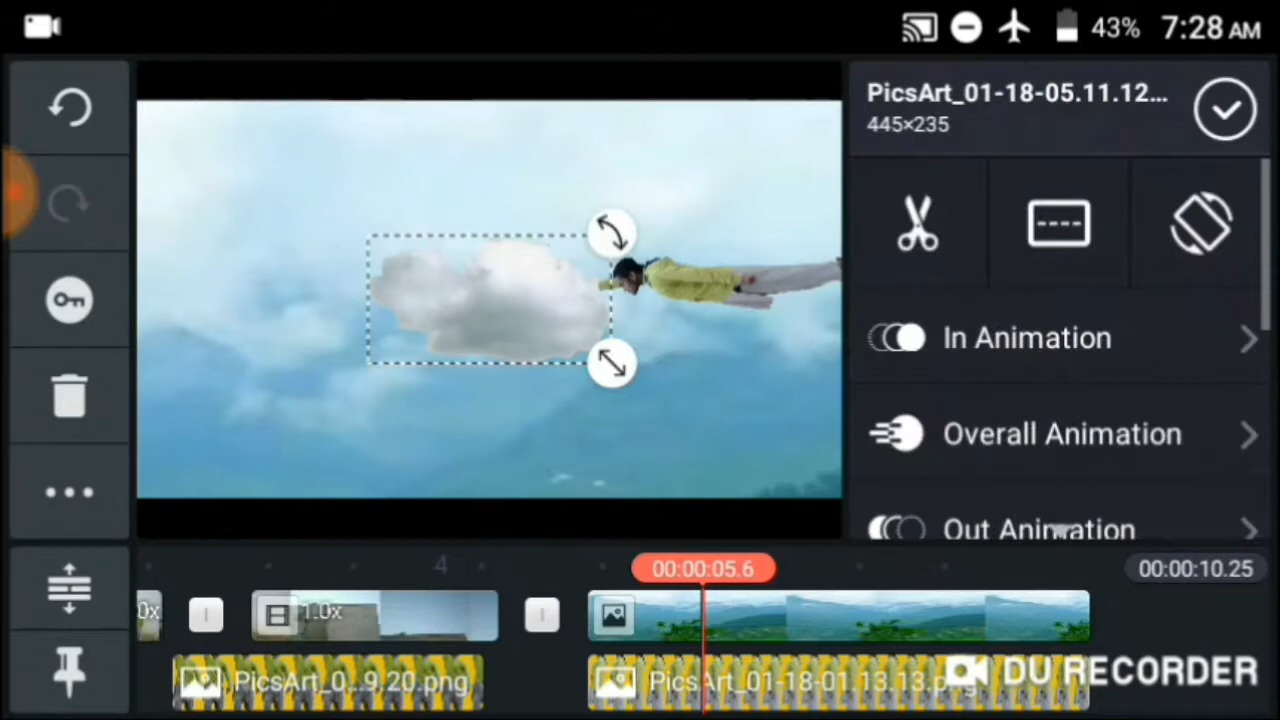 43% 7:28 AM
PicsArt_01-18-05.11.12...
445×235
In Animation
Overall Animation
Out Animation
4
00:00:05.6
00:00:10.25
0x
1.0x
PicsArt_0...9.20.png
PicsArt_01-18-01.13.13.p
DU RECORDER